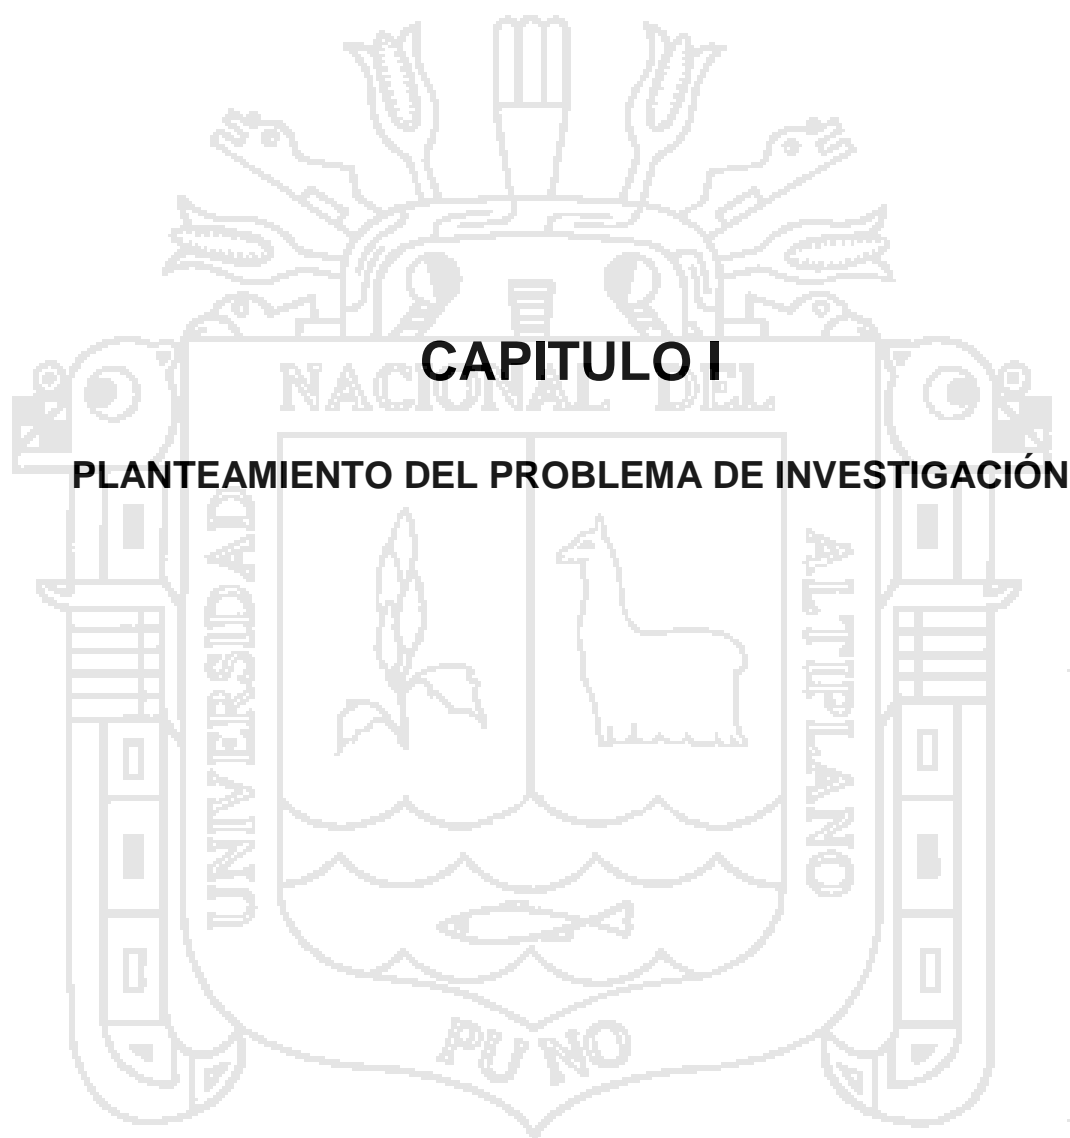 CAPITULO I
PLANTEAMIENTO DEL PROBLEMA DE INVESTIGACIÓN
UNIVERSIDAD
NACIONAL DEL
ALTIPLANO
PUNO